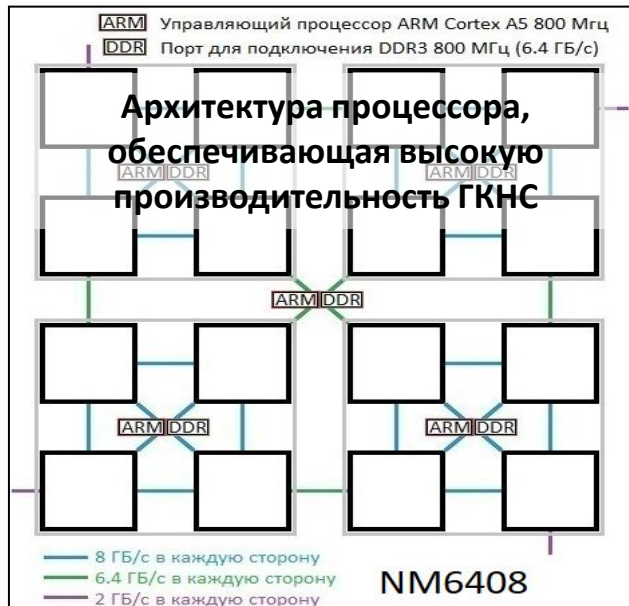 ARM Управляющий процессор ARM Cortex A5 800 Мгц
DDR Порт для подключения DDR3 800 МГц (6.4 ГБ/с)
Архитектура процессора,
обеспечивающая высокую
ARM DDR ARM DDR
производительность ГКНС
ARM DDR
ARM DDR ARM DDR
8 ГБ/с в каждую сторону
6.4 ГБ/с в каждую сторону
2 ГБ/с в каждую сторону
NM6408